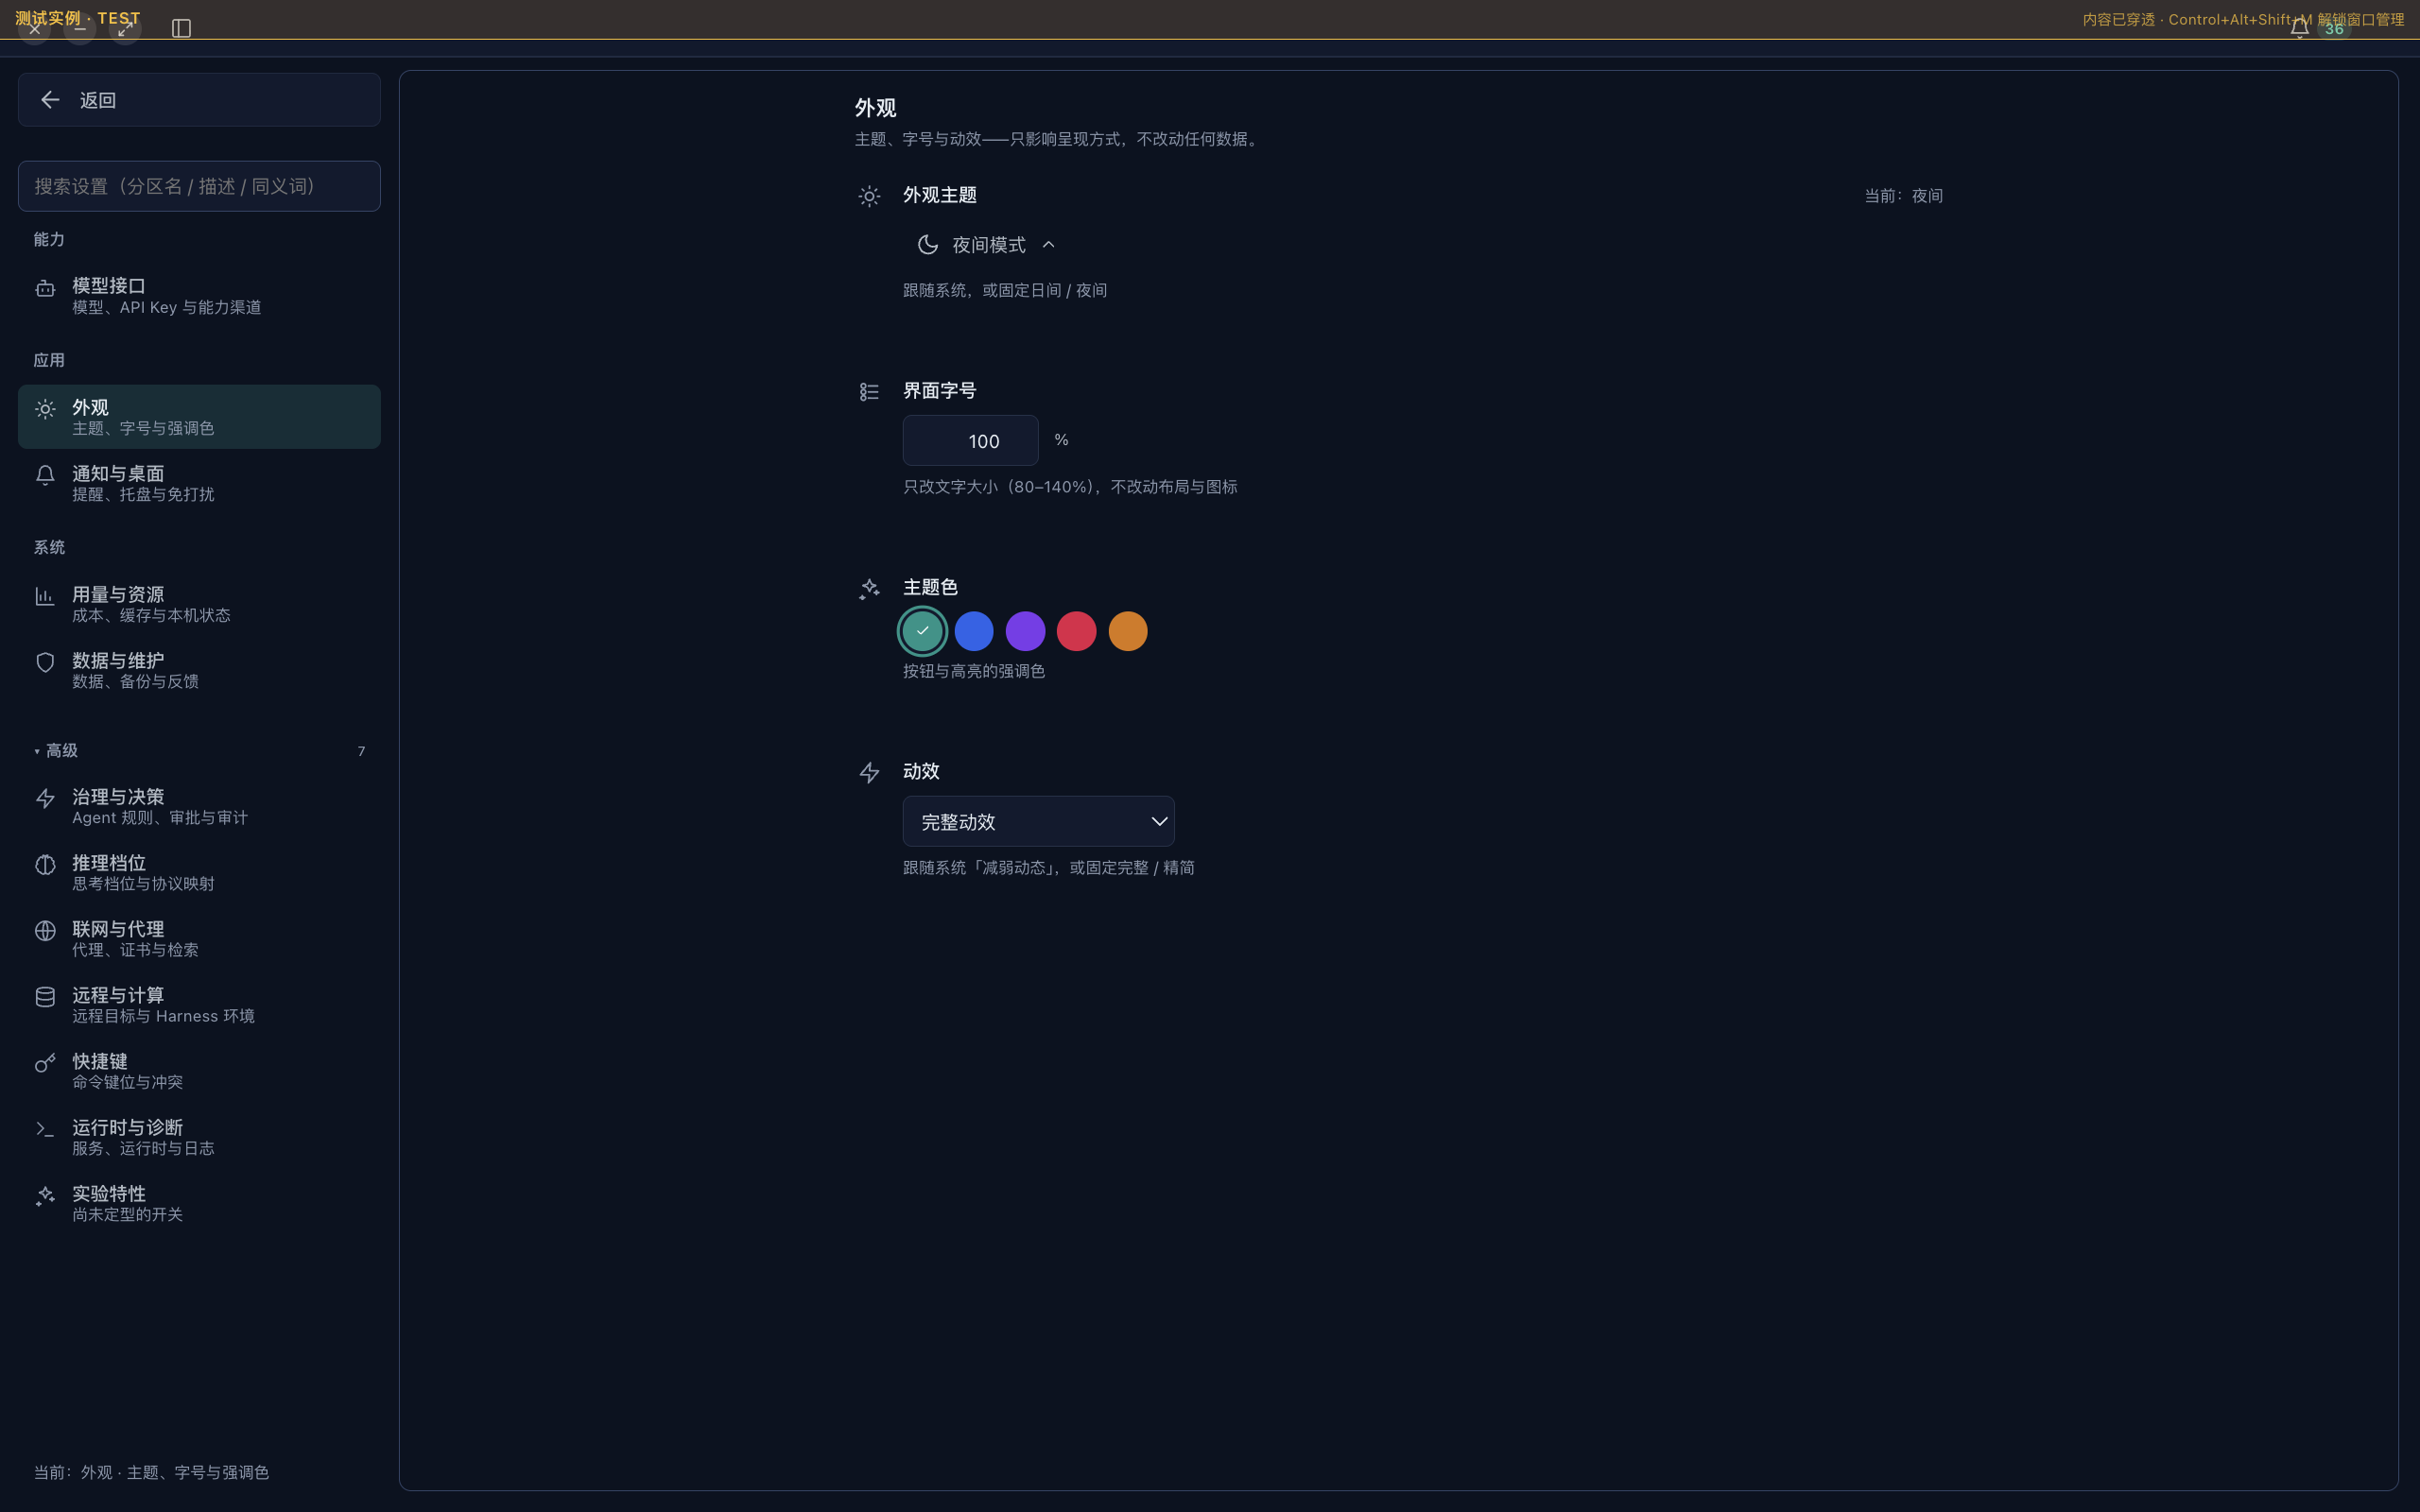 测试实例 · TEST
内容已穿透 · Control+Alt+Shift+M 解锁窗口管理
36
返回
搜索设置（分区名 / 描述 / 同义词）
能力
模型接口
模型、API Key 与能力渠道
应用
外观
主题、字号与强调色
通知与桌面
提醒、托盘与免打扰
系统
用量与资源
成本、缓存与本机状态
数据与维护
数据、备份与反馈
高级
7
治理与决策
Agent 规则、审批与审计
推理档位
思考档位与协议映射
联网与代理
代理、证书与检索
远程与计算
远程目标与 Harness 环境
快捷键
命令键位与冲突
运行时与诊断
服务、运行时与日志
实验特性
尚未定型的开关
当前：外观 · 主题、字号与强调色
外观
主题、字号与动效——只影响呈现方式，不改动任何数据。
外观主题
当前：夜间
夜间模式
跟随系统，或固定日间 / 夜间
界面字号
100 %
只改文字大小（80–140%），不改动布局与图标
主题色
按钮与高亮的强调色
动效
完整动效
跟随系统「减弱动态」，或固定完整 / 精简